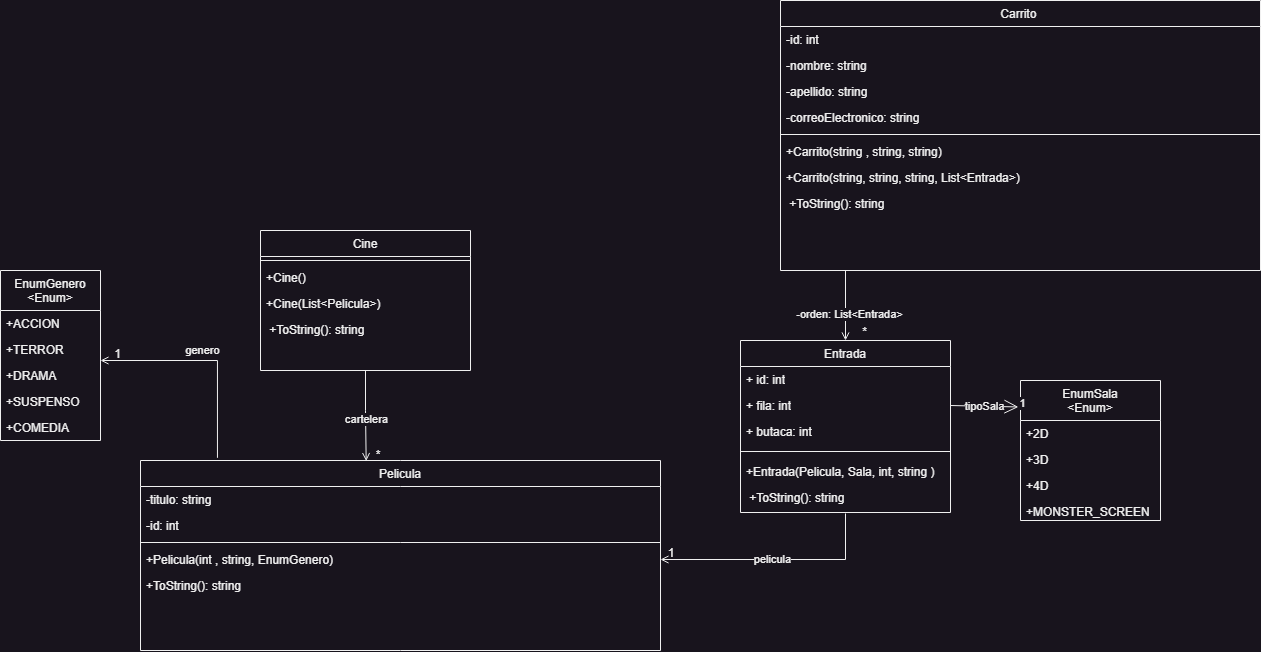 Carrito
-id: int
-nombre: string
-apellido: string
-correoElectronico: string
+Carrito(string , string, string)
+Carrito(string, string, string, List<Entrada>)
+ToString(): string
-orden: List<Entrada>
*
Cine
+Cine()
+Cine(List<Pelicula>)
+ToString(): string
cartelera
*
EnumGenero
<Enum>
+ACCION
+TERROR
+DRAMA
+SUSPENSO
+COMEDIA
1
genero
Entrada
+ id: int
+ fila: int
+ butaca: int
+Entrada(Pelicula, Sala, int, string )
+ToString(): string
tipoSala
1
EnumSala
<Enum>
+2D
+3D
+4D
+MONSTER_SCREEN
Pelicula
-titulo: string
-id: int
+Pelicula(int , string, EnumGenero)
+ToString(): string
1
pelicula